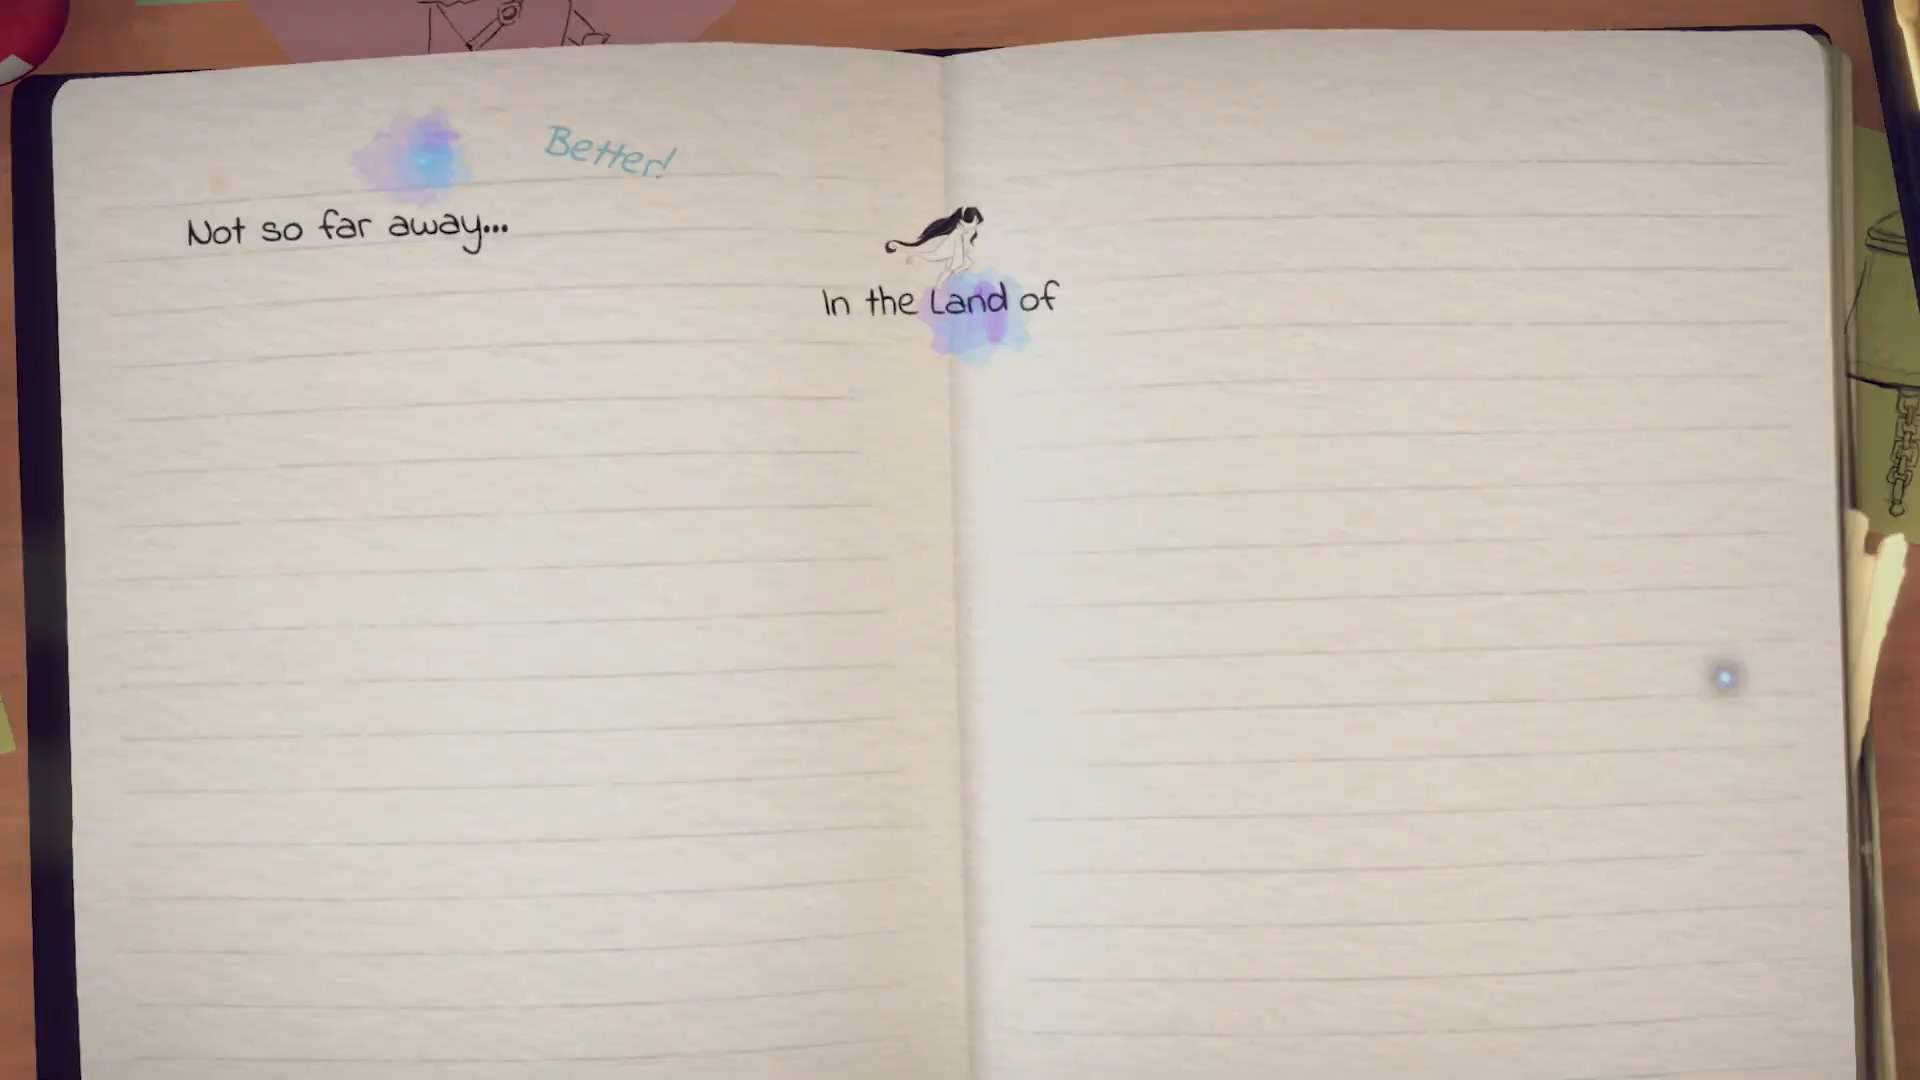 Better!
Not so far away...
In the Land of